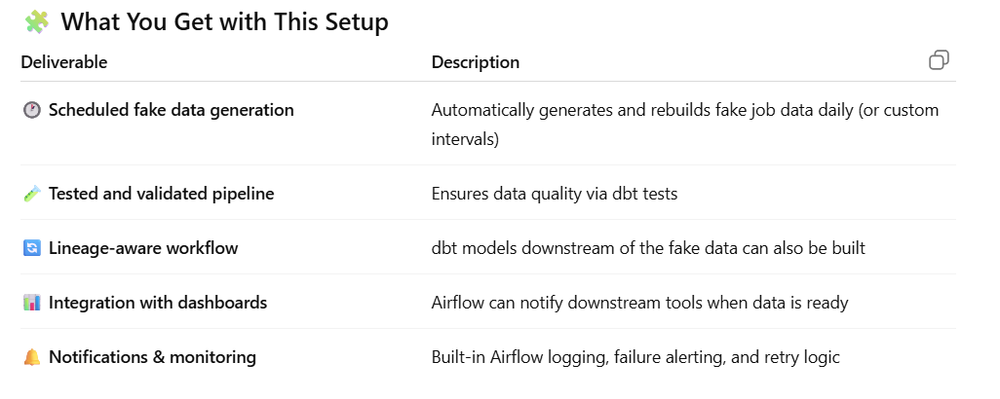 🧩 What You Get with This Setup
Deliverable Description
🕐 Scheduled fake data generation Automatically generates and rebuilds fake job data daily (or custom
intervals)
🧪 Tested and validated pipeline Ensures data quality via dbt tests
🔄 Lineage-aware workflow dbt models downstream of the fake data can also be built
📊 Integration with dashboards Airflow can notify downstream tools when data is ready
🔔 Notifications & monitoring Built-in Airflow logging, failure alerting, and retry logic